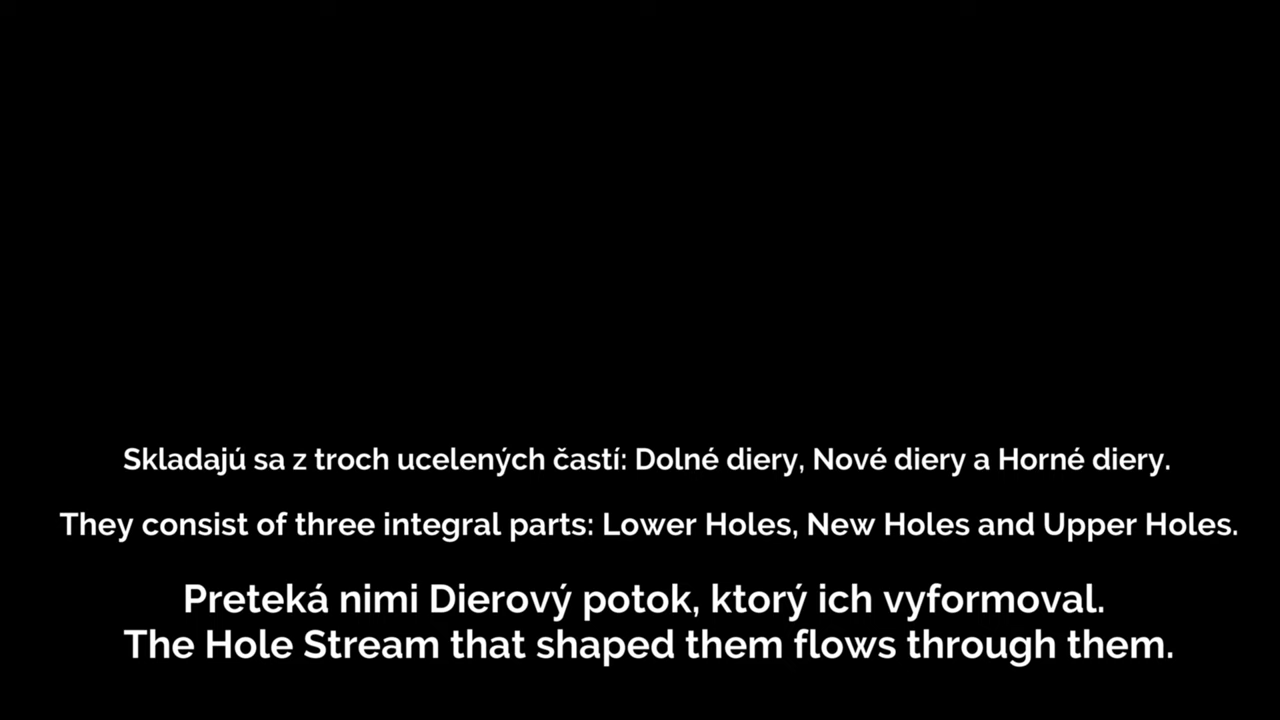 Skladajú sa z troch ucelených častí: Dolné diery, Nové diery a Horné diery.
They consist of three integral parts: Lower Holes, New Holes and Upper Holes.
Preteká nimi Dierový potok, ktorý ich vyformoval.
The Hole Stream that shaped them flows through them.